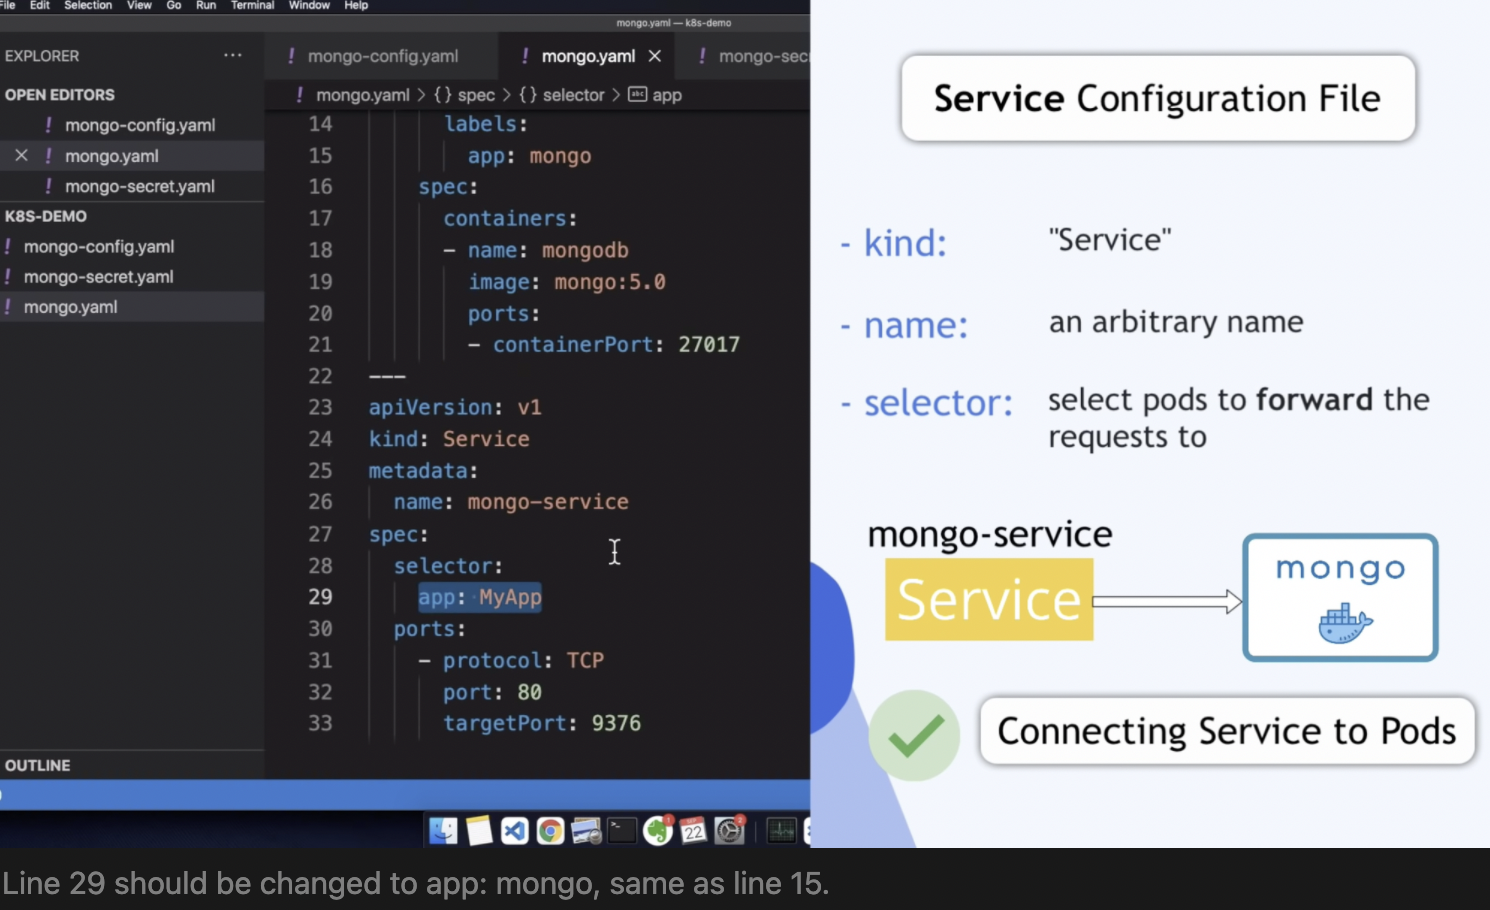 File Edit Selection View Go Run Terminal Window Help
mongo.yaml — k8s-demo
EXPLORER ...
! mongo-config.yaml ! mongo.yaml × ! mongo-sec
OPEN EDITORS
! mongo-config.yaml
× ! mongo.yaml
! mongo-secret.yaml
K8S-DEMO
! mongo-config.yaml
! mongo-secret.yaml
! mongo.yaml
OUTLINE
! mongo.yaml > {} spec > {} selector > abc app
14 labels:
15 app: mongo
16 spec:
17 containers:
18 - name: mongodb
19 image: mongo:5.0
20 ports:
21 - containerPort: 27017
22 ---
23 apiVersion: v1
24 kind: Service
25 metadata:
26 name: mongo-service
27 spec:
28 selector:
29 app: MyApp
30 ports:
31 - protocol: TCP
32 port: 80
33 targetPort: 9376
SEP
22
1
2
Service Configuration File
- kind: "Service"
- name: an arbitrary name
- selector: select pods to forward the
requests to
mongo-service
Service
mongo
Connecting Service to Pods
Line 29 should be changed to app: mongo, same as line 15.